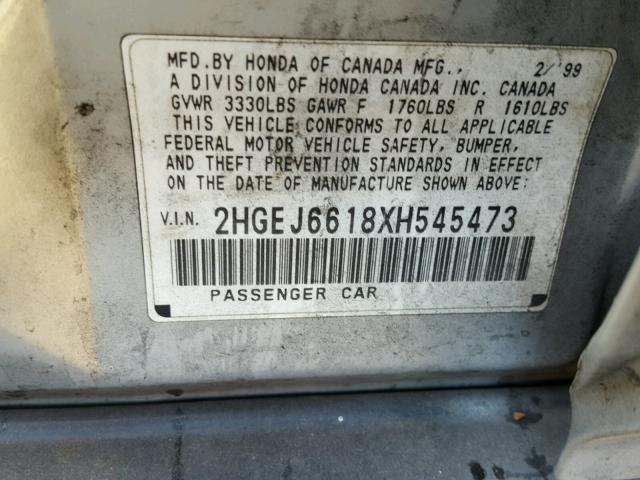 MFD. BY HONDA OF CANADA MFG., 2/'99
A DIVISION OF HONDA CANADA INC. CANADA
GVWR 3330LBS GAWR F 1760LBS R 1610LBS
THIS VEHICLE CONFORMS TO ALL APPLICABLE
FEDERAL MOTOR VEHICLE SAFETY, BUMPER,
AND THEFT PREVENTION STANDARDS IN EFFECT
ON THE DATE OF MANUFACTURE SHOWN ABOVE:
V.I.N. 2HGEJ6618XH545473
PASSENGER CAR